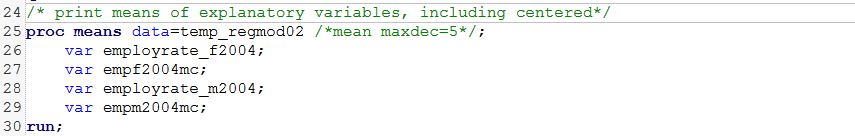 24 /* print means of explanatory variables, including centered*/
25 proc means data=temp_regmod02 /*mean maxdec=5*/;
26     var employrate_f2004;
27     var empf2004mc;
28     var employrate_m2004;
29     var empm2004mc;
30 run;